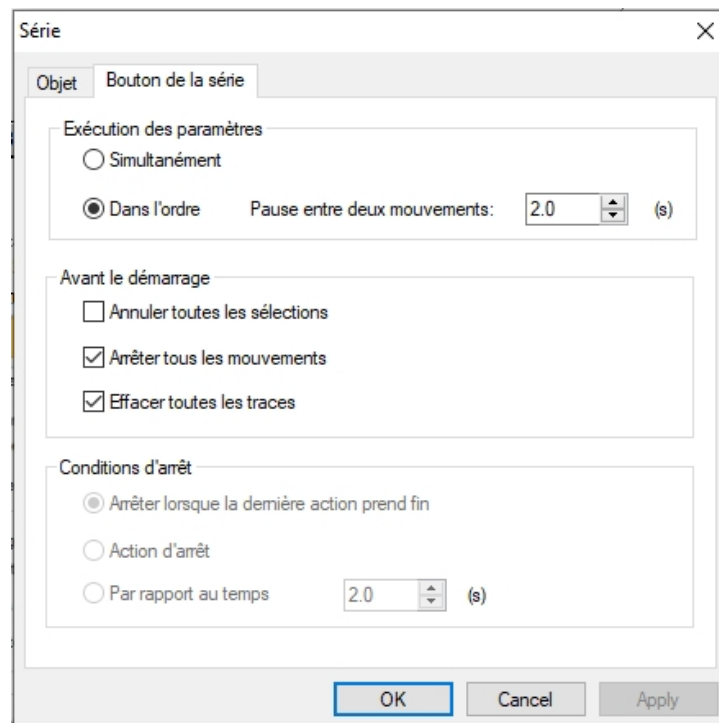 Série
Objet
Bouton de la série
Exécution des paramètres
Simultanément
Dans l'ordre Pause entre deux mouvements: 2.0 (s)
Avant le démarrage
Annuler toutes les sélections
Arrêter tous les mouvements
Effacer toutes les traces
Conditions d'arrêt
Arrêter lorsque la dernière action prend fin
Action d'arrêt
Par rapport au temps 2.0 (s)
OK Cancel Apply